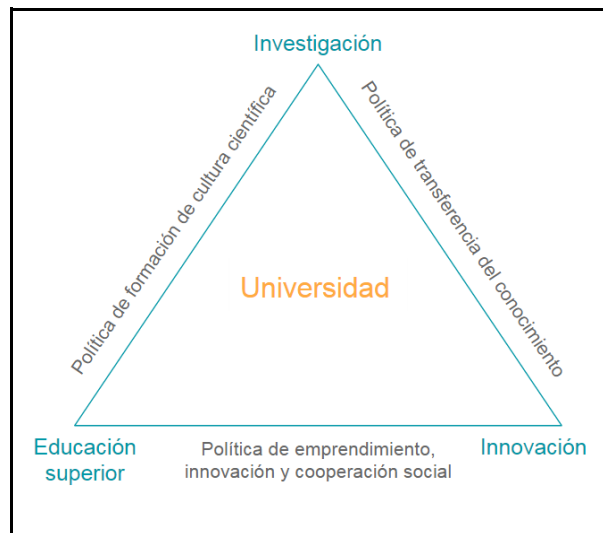 Investigación
Política de formación de cultura científica
Política de transferencia del conocimiento
Universidad
Educación
superior
Política de emprendimiento,
innovación y cooperación social
Innovación